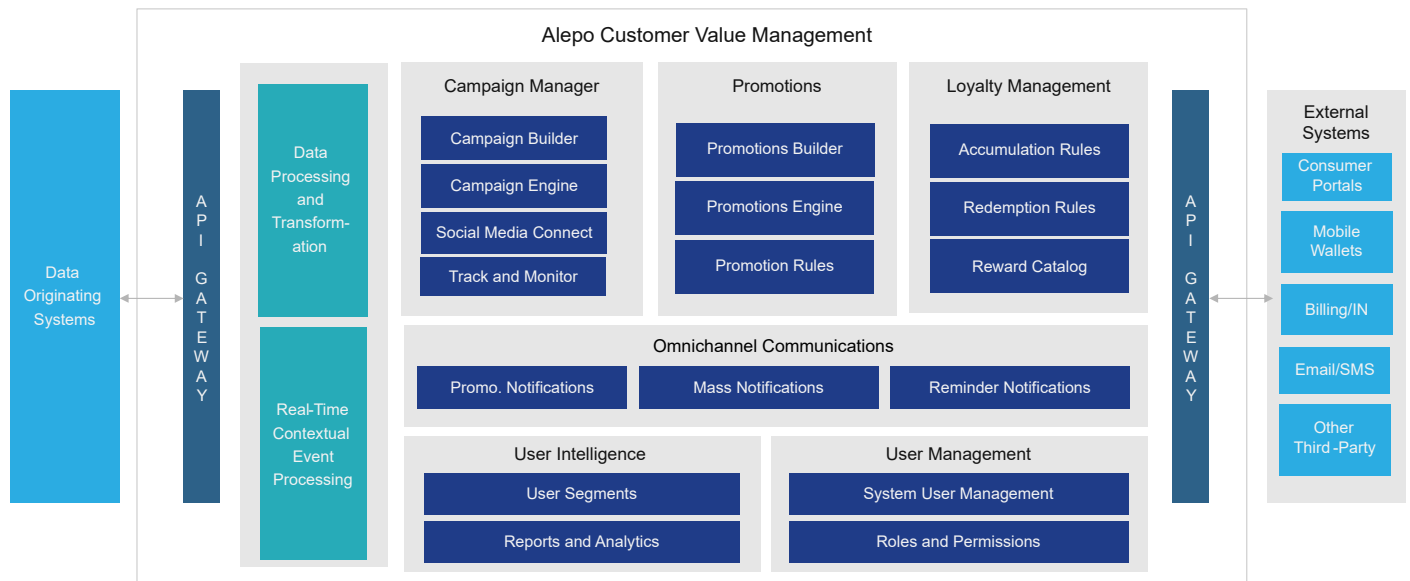 Alepo Customer Value Management
Data
Originating
Systems
API GATEWAY
Data
Processing
and
Transform-
ation
Real-Time
Contextual
Event
Processing
Campaign Manager
Campaign Builder
Campaign Engine
Social Media Connect
Track and Monitor
Promotions
Promotions Builder
Promotions Engine
Promotion Rules
Loyalty Management
Accumulation Rules
Redemption Rules
Reward Catalog
Omnichannel Communications
Promo. Notifications
Mass Notifications
Reminder Notifications
User Intelligence
User Segments
Reports and Analytics
User Management
System User Management
Roles and Permissions
API GATEWAY
External
Systems
Consumer
Portals
Mobile
Wallets
Billing/IN
Email/SMS
Other
Third-Party